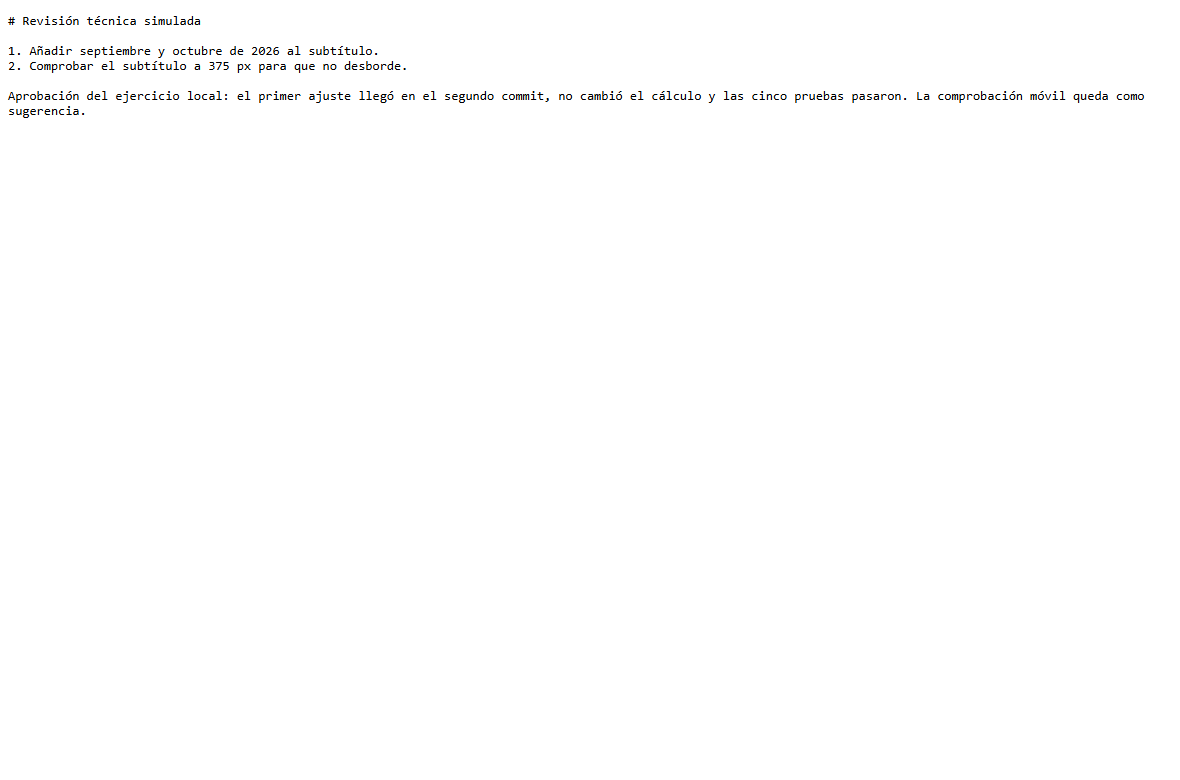 # Revisión técnica simulada
1. Añadir septiembre y octubre de 2026 al subtítulo.
2. Comprobar el subtítulo a 375 px para que no desborde.
Aprobación del ejercicio local: el primer ajuste llegó en el segundo commit, no cambió el cálculo y las cinco pruebas pasaron. La comprobación móvil queda como
sugerencia.